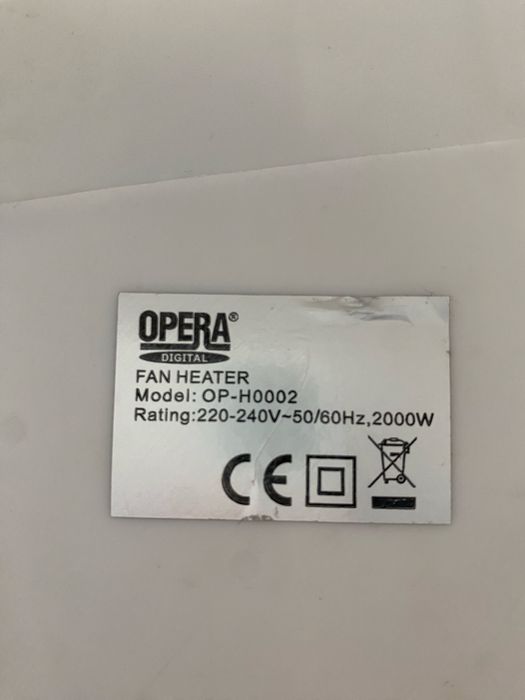 OPERA®
DIGITAL
FAN HEATER
Model: OP-H0002
Rating:220-240V~50/60Hz,2000W
CE